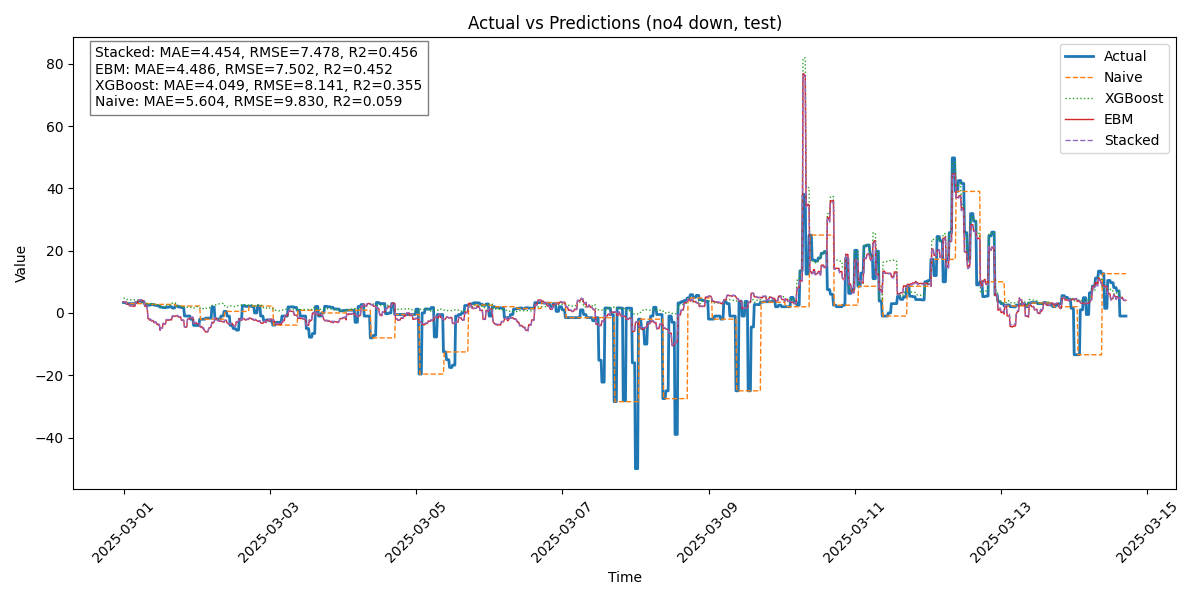 Actual vs Predictions (no4 down, test)
Stacked: MAE=4.454, RMSE=7.478, R2=0.456
EBM: MAE=4.486, RMSE=7.502, R2=0.452
XGBoost: MAE=4.049, RMSE=8.141, R2=0.355
Naive: MAE=5.604, RMSE=9.830, R2=0.059
Actual
Naive
XGBoost
EBM
Stacked
Value
80
60
40
20
0
−20
−40
2025-03-01
2025-03-03
2025-03-05
2025-03-07
2025-03-09
2025-03-11
2025-03-13
2025-03-15
Time